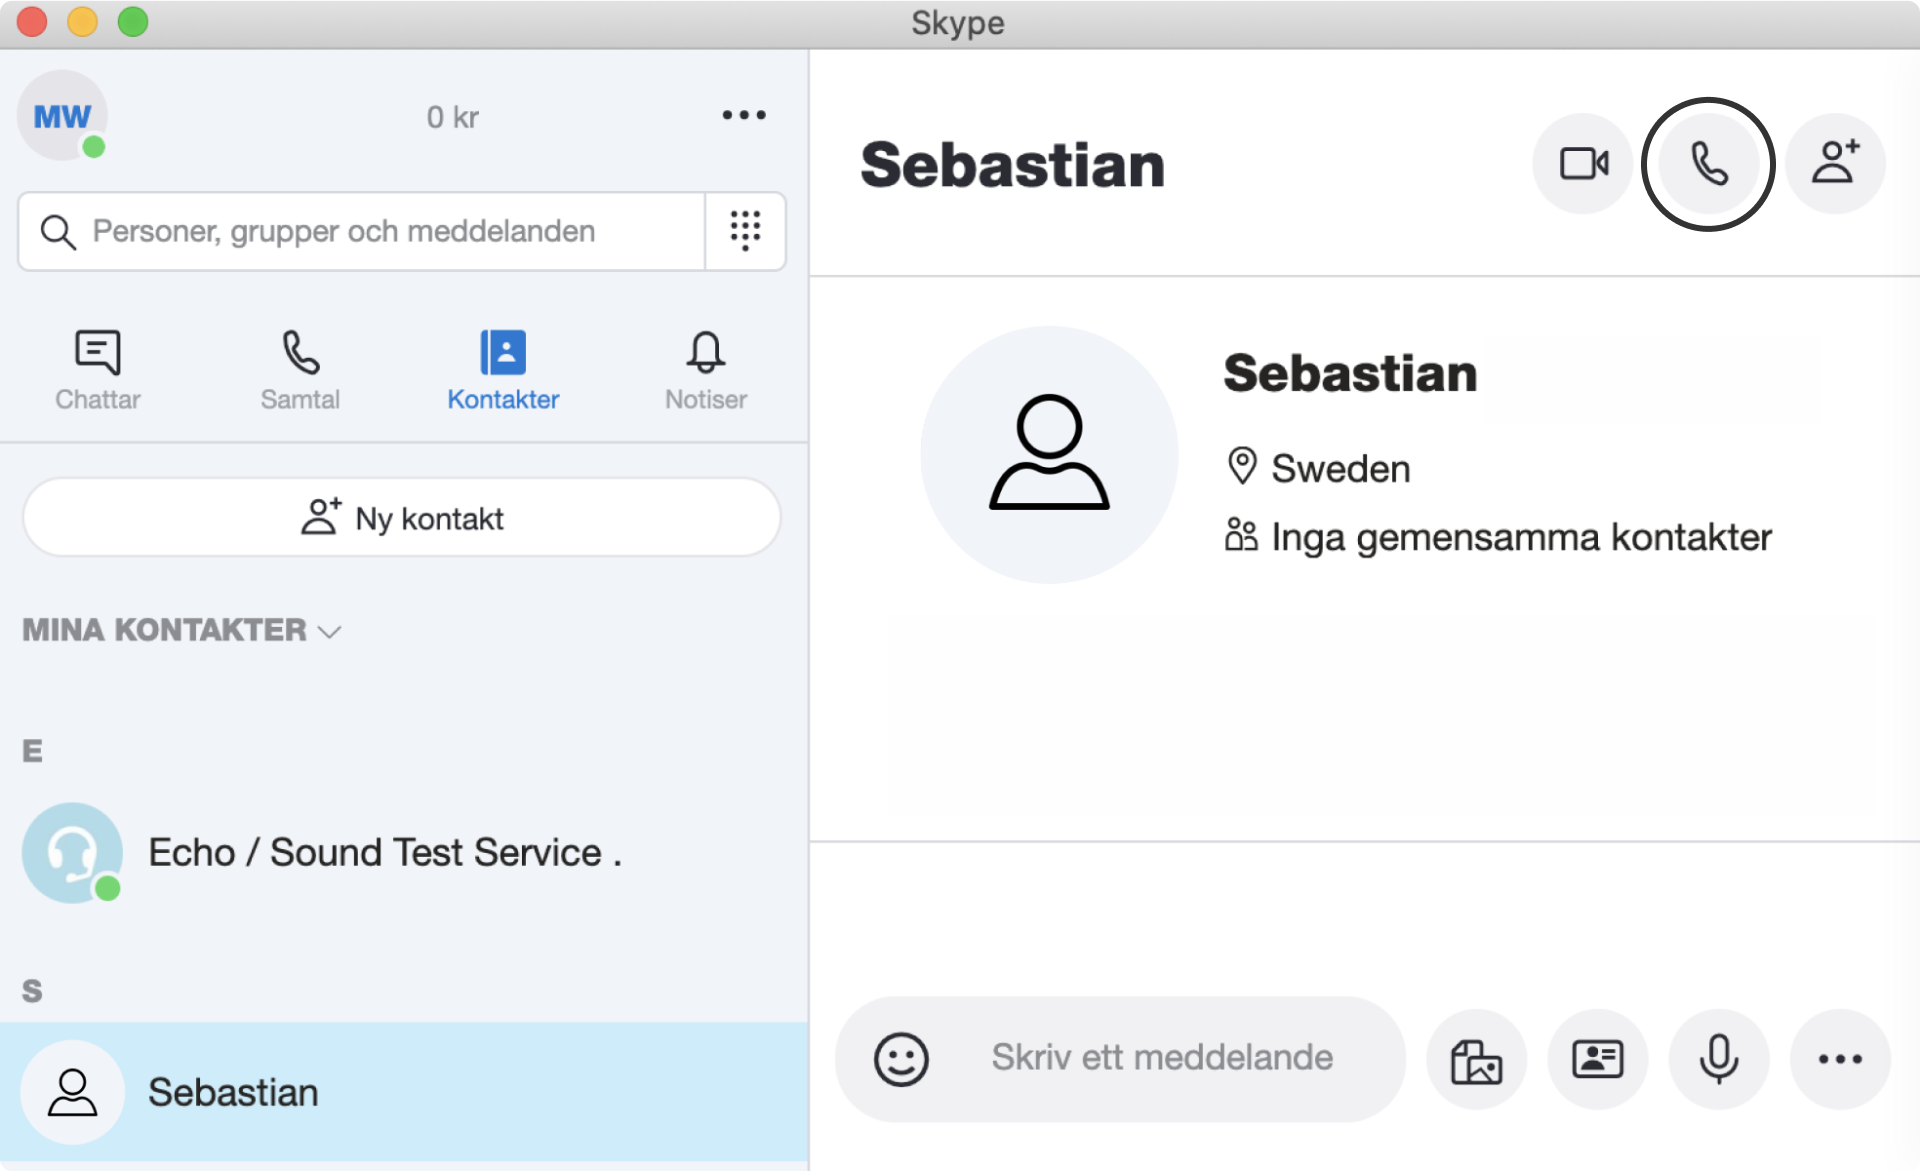 Skype
MW
0 kr
Personer, grupper och meddelanden
Chattar
Samtal
Kontakter
Notiser
Ny kontakt
MINA KONTAKTER
E
Echo / Sound Test Service .
S
Sebastian
Sebastian
Sebastian
Sweden
Inga gemensamma kontakter
Skriv ett meddelande